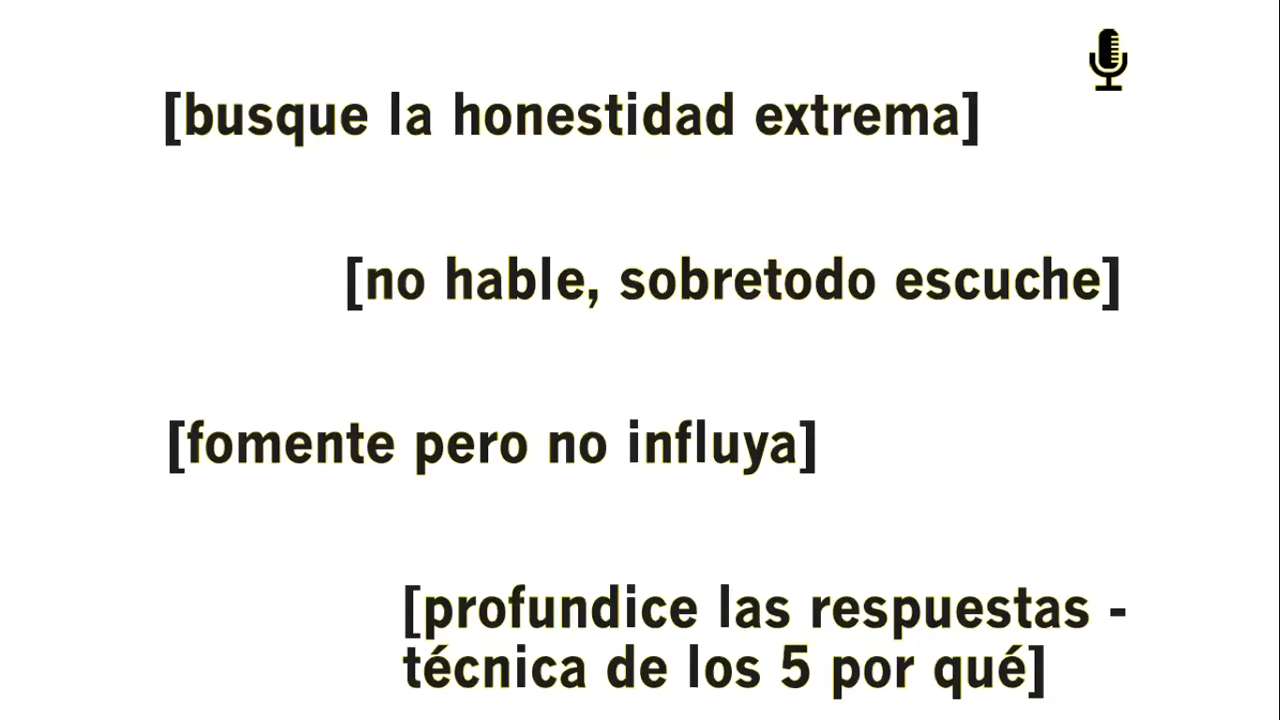 [busque la honestidad extrema]
[no hable, sobretodo escuche]
[fomente pero no influya]
[profundice las respuestas -
técnica de los 5 por qué]